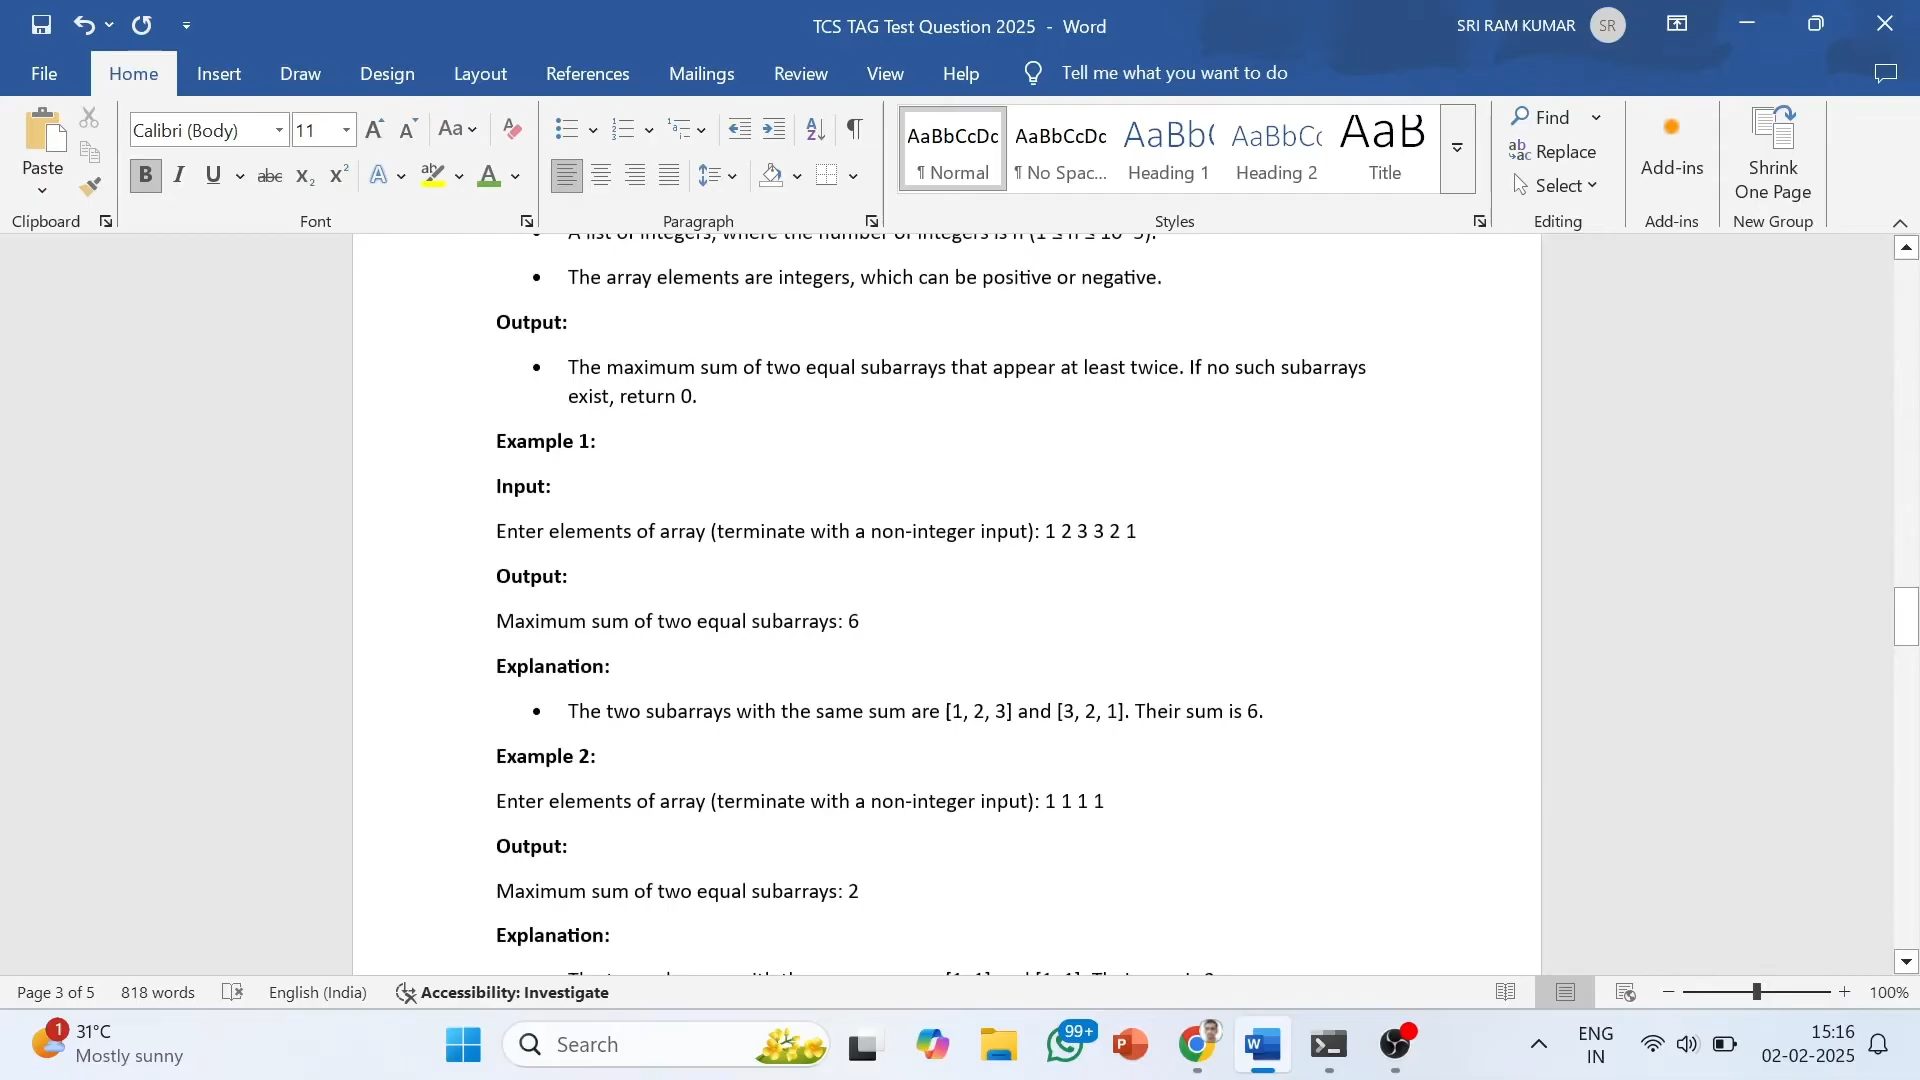 TCS TAG Test Question 2025 - Word
SRI RAM KUMAR
SR
File Home Insert Draw Design Layout References Mailings Review View Help Tell me what you want to do
Paste
Clipboard
Calibri (Body) 11
Font
Paragraph
AaBbCcDc AaBbCcDc AaBb( AaBbCc AaB
¶ Normal ¶ No Spac... Heading 1 Heading 2 Title
Styles
Find
Replace
Select
Editing
Add-ins
Add-ins
Shrink
One Page
New Group
• The array elements are integers, which can be positive or negative.
Output:
• The maximum sum of two equal subarrays that appear at least twice. If no such subarrays
exist, return 0.
Example 1:
Input:
Enter elements of array (terminate with a non-integer input): 1 2 3 3 2 1
Output:
Maximum sum of two equal subarrays: 6
Explanation:
• The two subarrays with the same sum are [1, 2, 3] and [3, 2, 1]. Their sum is 6.
Example 2:
Enter elements of array (terminate with a non-integer input): 1 1 1 1
Output:
Maximum sum of two equal subarrays: 2
Explanation:
Page 3 of 5 818 words English (India) Accessibility: Investigate 100%
1
31°C
Mostly sunny
Search
99+
ENG
IN
15:16
02-02-2025